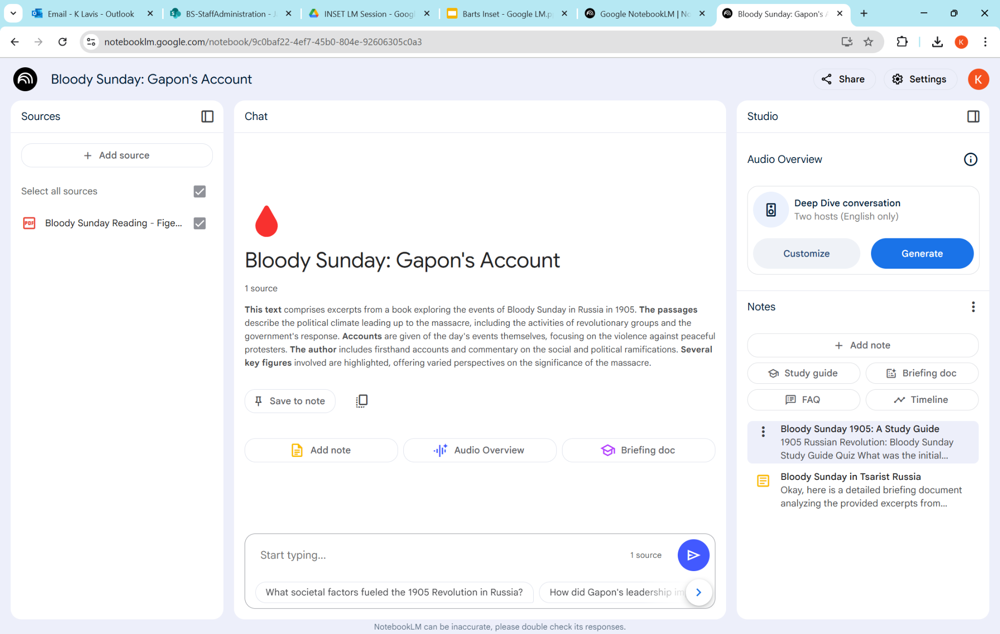 Email - K Lavis - Outlook
BS-StaffAdministration -
INSET LM Session - Goog
Barts Inset - Google LM.p
Google NotebookLM | No
Bloody Sunday: Gapon's A
notebooklm.google.com/notebook/9c0baf22-4ef7-45b0-804e-92606305c0a3
K
Bloody Sunday: Gapon's Account
Share
Settings
K
Sources
Add source
Select all sources
PDF
Bloody Sunday Reading - Fige...
Chat
Bloody Sunday: Gapon's Account
1 source
This text comprises excerpts from a book exploring the events of Bloody Sunday in Russia in 1905. The passages
describe the political climate leading up to the massacre, including the activities of revolutionary groups and the
government's response. Accounts are given of the day's events themselves, focusing on the violence against peaceful
protesters. The author includes firsthand accounts and commentary on the social and political ramifications. Several
key figures involved are highlighted, offering varied perspectives on the significance of the massacre.
Save to note
Add note
Audio Overview
Briefing doc
Start typing...
1 source
What societal factors fueled the 1905 Revolution in Russia?
How did Gapon's leadership im
NotebookLM can be inaccurate, please double check its responses.
Studio
Audio Overview
Deep Dive conversation
Two hosts (English only)
Customize
Generate
Notes
Add note
Study guide
Briefing doc
FAQ
Timeline
Bloody Sunday 1905: A Study Guide
1905 Russian Revolution: Bloody Sunday
Study Guide Quiz What was the initial...
Bloody Sunday in Tsarist Russia
Okay, here is a detailed briefing document
analyzing the provided excerpts from...